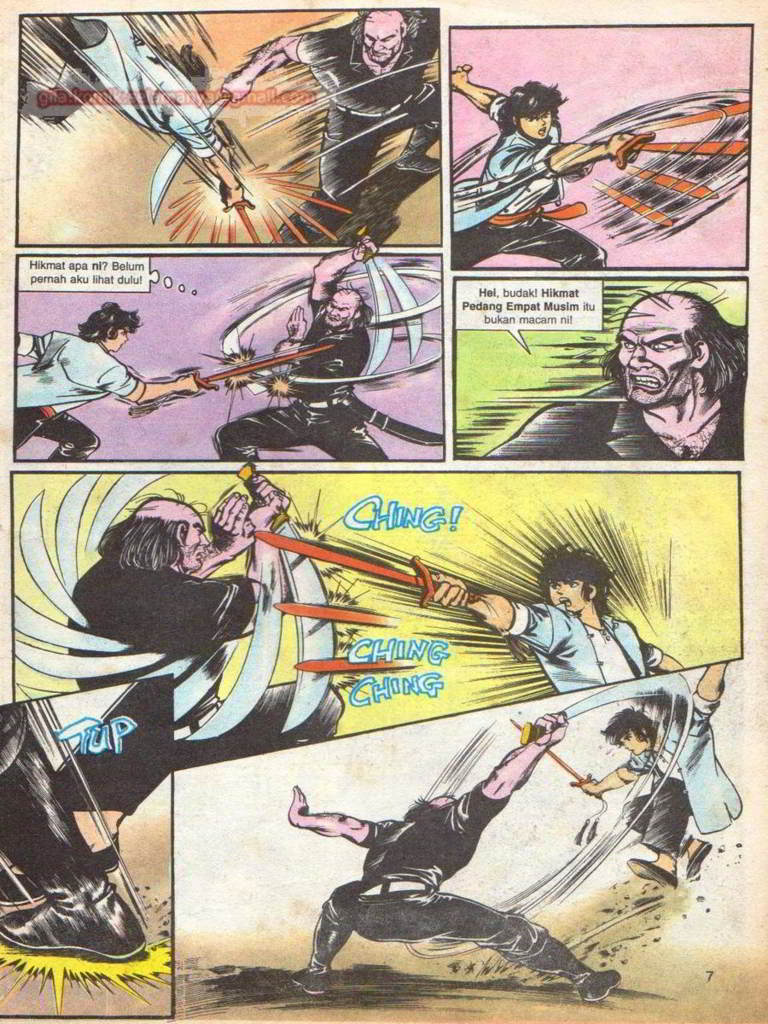 Hikmat apa ni? Belum
pernah aku lihat dulu!
Hei, budak! Hikmat
Pedang Empat Musim itu
bukan macam ni!
CHING!
CHING
CHING
TUP
7